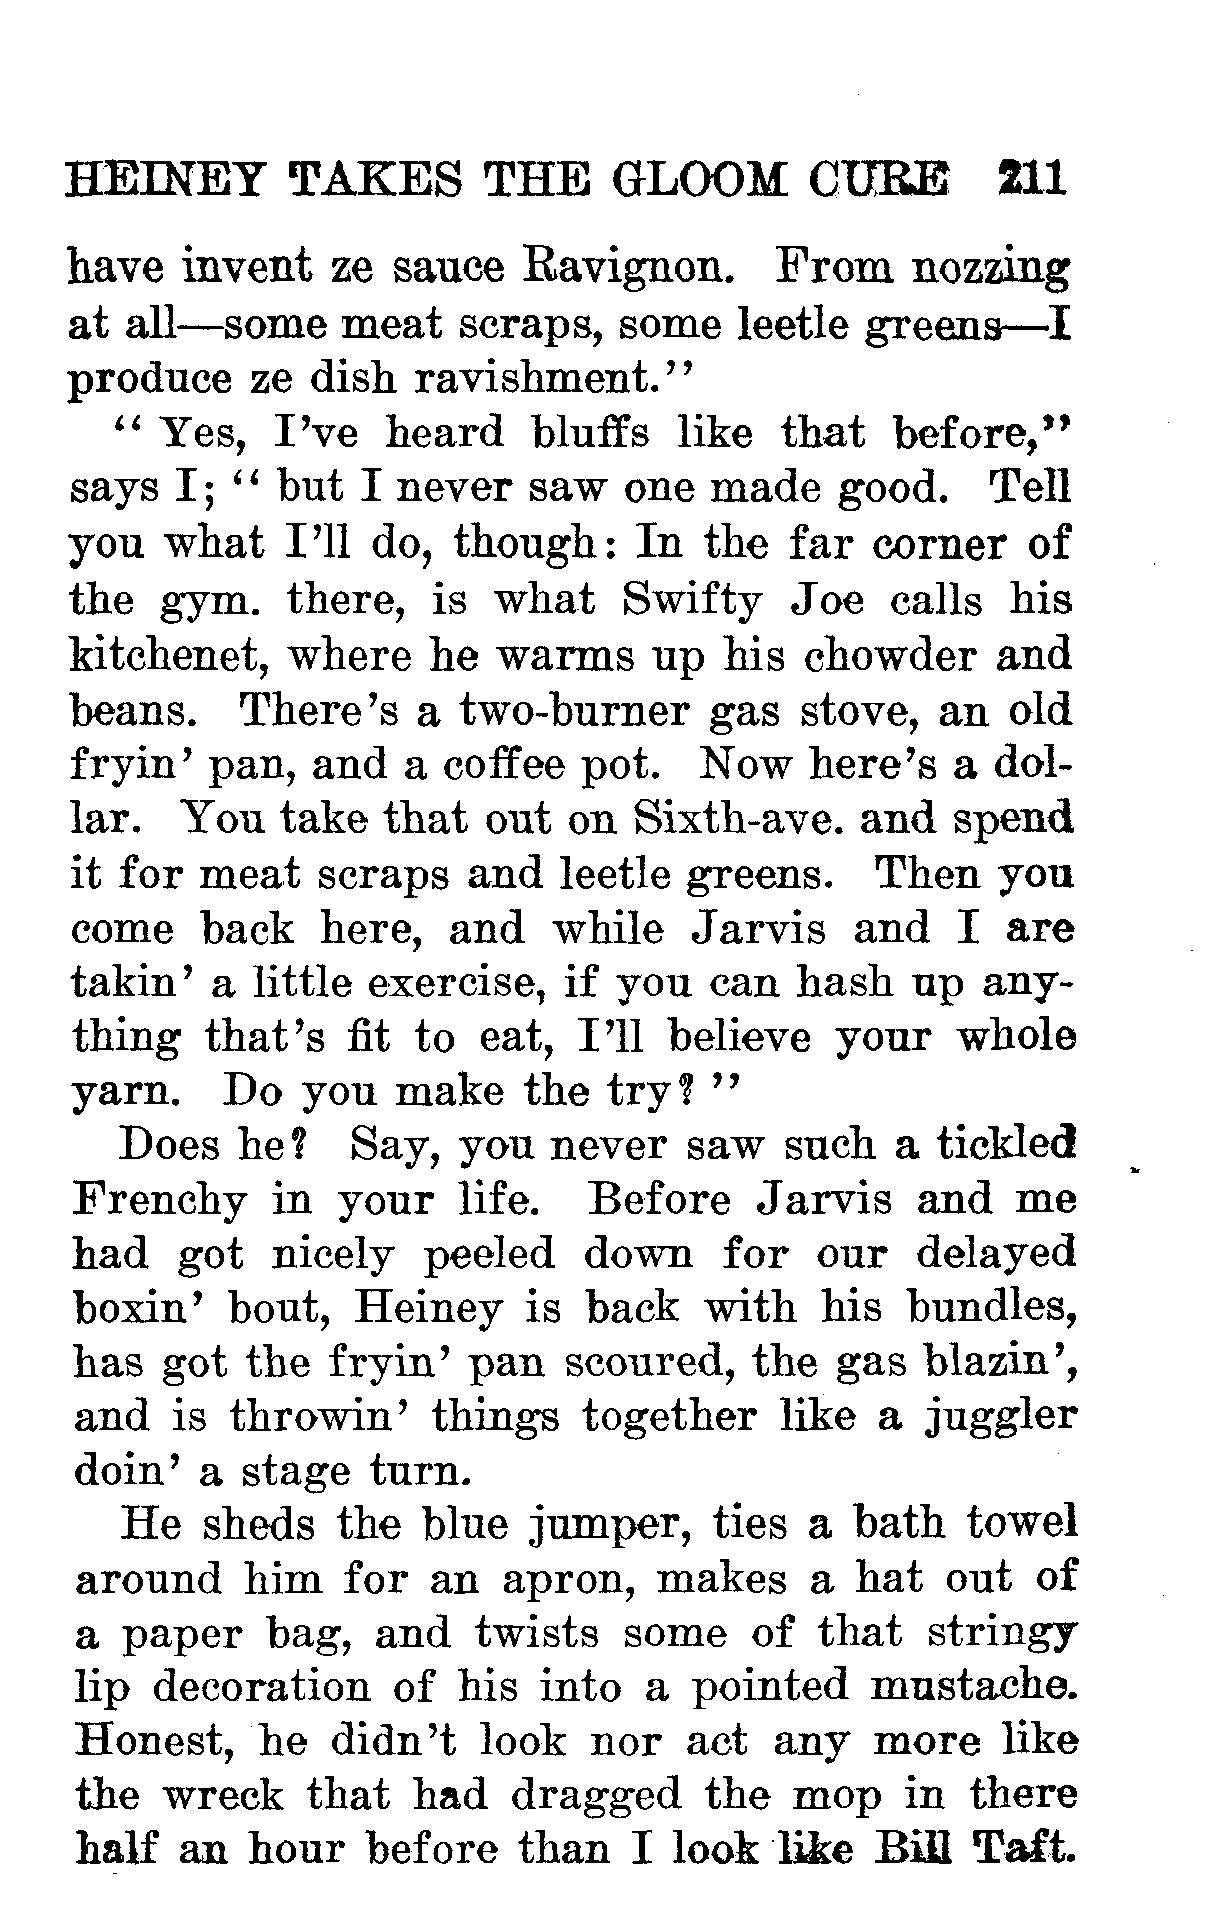 HEINEY TAKES THE GLOOM CURE 211
have invent ze sauce Ravignon. From nozzing
at all—some meat scraps, some leetle greens—I
produce ze dish ravishment."
"Yes, I've heard bluffs like that before,"
says I; "but I never saw one made good. Tell
you what I'll do, though: In the far corner of
the gym. there, is what Swifty Joe calls his
kitchenet, where he warms up his chowder and
beans. There's a two-burner gas stove, an old
fryin' pan, and a coffee pot. Now here's a dol-
lar. You take that out on Sixth-ave. and spend
it for meat scraps and leetle greens. Then you
come back here, and while Jarvis and I are
takin' a little exercise, if you can hash up any-
thing that's fit to eat, I'll believe your whole
yarn. Do you make the try?"
Does he? Say, you never saw such a tickled
Frenchy in your life. Before Jarvis and me
had got nicely peeled down for our delayed
boxin' bout, Heiney is back with his bundles,
has got the fryin' pan scoured, the gas blazin',
and is throwin' things together like a juggler
doin' a stage turn.
He sheds the blue jumper, ties a bath towel
around him for an apron, makes a hat out of
a paper bag, and twists some of that stringy
lip decoration of his into a pointed mustache.
Honest, he didn't look nor act any more like
the wreck that had dragged the mop in there
half an hour before than I look like Bill Taft.